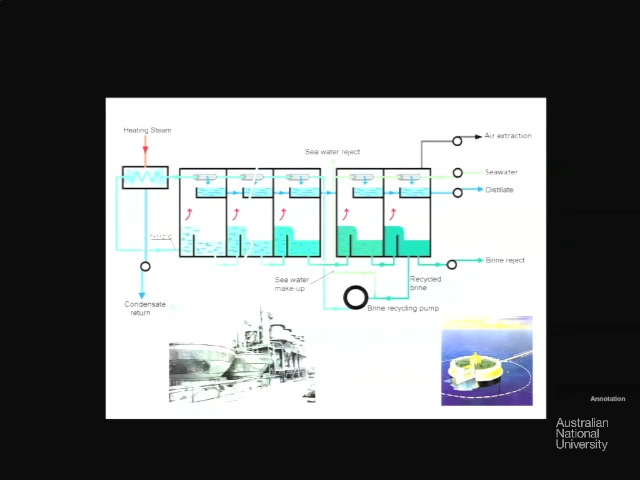 Heating Steam
Air extraction
Sea water reject
Seawater
Distillate
Brine reject
Sea water
make-up
Recycled
brine
Condensate
return
Brine recycling pump
Annotation
Australian
National
University